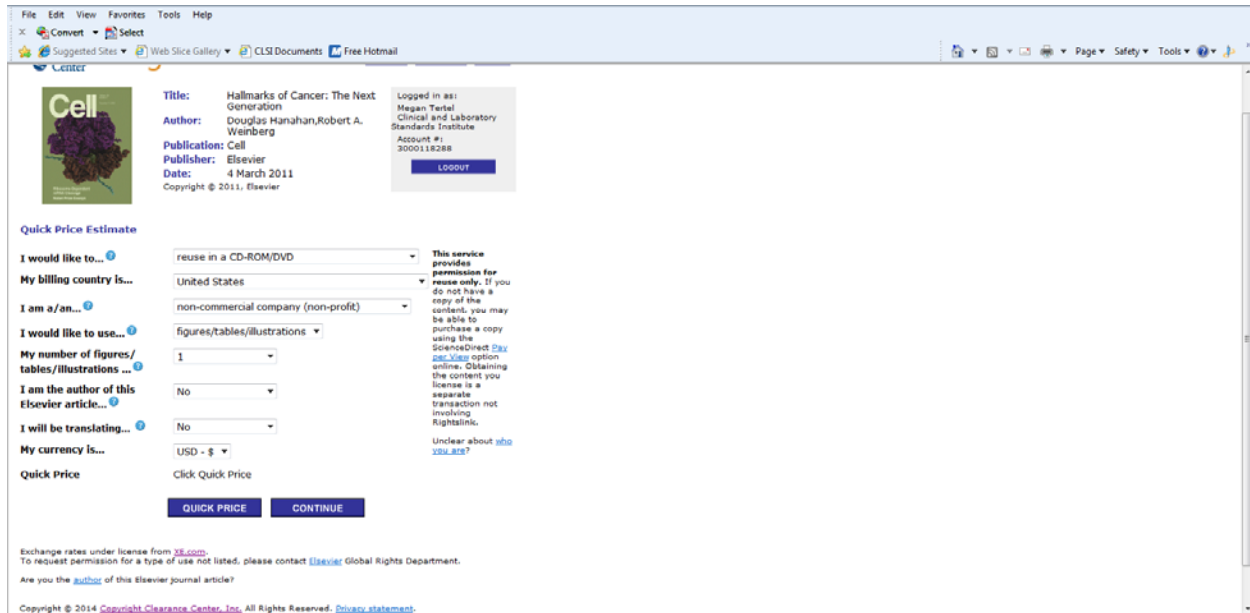 File Edit View Favorites Tools Help
X Convert Select
Suggested Sites Web Slice Gallery CLSI Documents Free Hotmail Page Safety Tools
Center
Cell
Title: Hallmarks of Cancer: The Next Generation
Author: Douglas Hanahan,Robert A. Weinberg
Publication: Cell
Publisher: Elsevier
Date: 4 March 2011
Copyright © 2011, Elsevier
Logged in as:
Megan Tertel
Clinical and Laboratory
Standards Institute
Account #:
3000118288
LOGOUT
Quick Price Estimate
I would like to... reuse in a CD-ROM/DVD
My billing country is... United States
I am a/an... non-commercial company (non-profit)
I would like to use... figures/tables/illustrations
My number of figures/
tables/illustrations ... 1
I am the author of this
Elsevier article... No
I will be translating... No
My currency is... USD - $
Quick Price Click Quick Price
QUICK PRICE CONTINUE
This service
provides
permission for
reuse only. If you
do not have a
copy of the
content, you may
be able to
purchase a copy
using the
ScienceDirect Pay
per View option
online. Obtaining
the content you
license is a
separate
transaction not
involving
Rightslink.
Unclear about who
you are?
Exchange rates under license from XE.com.
To request permission for a type of use not listed, please contact Elsevier Global Rights Department.
Are you the author of this Elsevier journal article?
Copyright © 2014 Copyright Clearance Center, Inc. All Rights Reserved. Privacy statement.